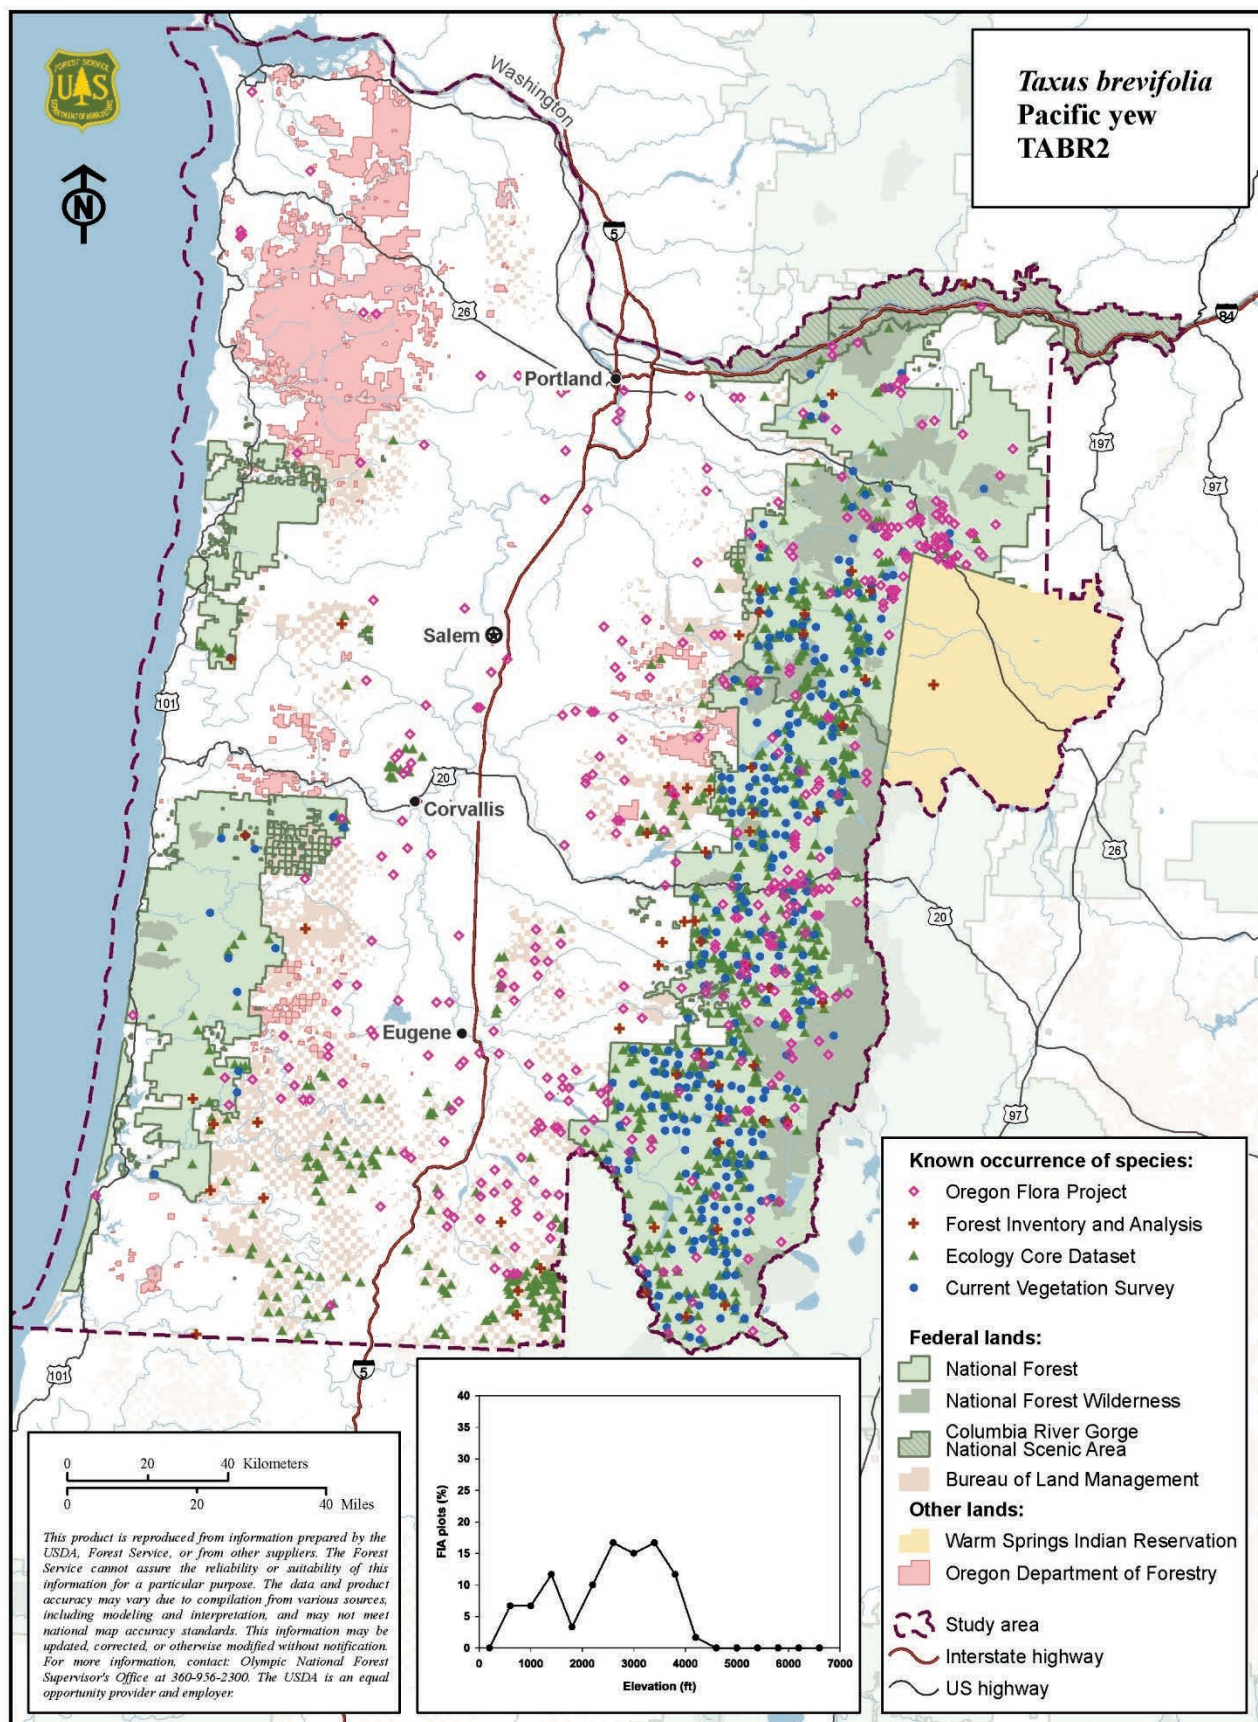 FOREST SERVICE
US
DEPARTMENT OF AGRICULTURE
N
Taxus brevifolia
Pacific yew
TABR2
Washington
5
26
84
Portland
197
97
Salem
101
20
Corvallis
26
20
Eugene
97
101
5
Known occurrence of species:
Oregon Flora Project
Forest Inventory and Analysis
Ecology Core Dataset
Current Vegetation Survey
Federal lands:
National Forest
National Forest Wilderness
Columbia River Gorge
National Scenic Area
Bureau of Land Management
Other lands:
Warm Springs Indian Reservation
Oregon Department of Forestry
Study area
Interstate highway
US highway
0 20 40 Kilometers
0 20 40 Miles
This product is reproduced from information prepared by the
USDA, Forest Service, or from other suppliers. The Forest
Service cannot assure the reliability or suitability of this
information for a particular purpose. The data and product
accuracy may vary due to compilation from various sources,
including modeling and interpretation, and may not meet
national map accuracy standards. This information may be
updated, corrected, or otherwise modified without notification.
For more information, contact: Olympic National Forest
Supervisor's Office at 360-956-2300. The USDA is an equal
opportunity provider and employer.
FIA plots (%)
40
35
30
25
20
15
10
5
0
0 1000 2000 3000 4000 5000 6000 7000
Elevation (ft)